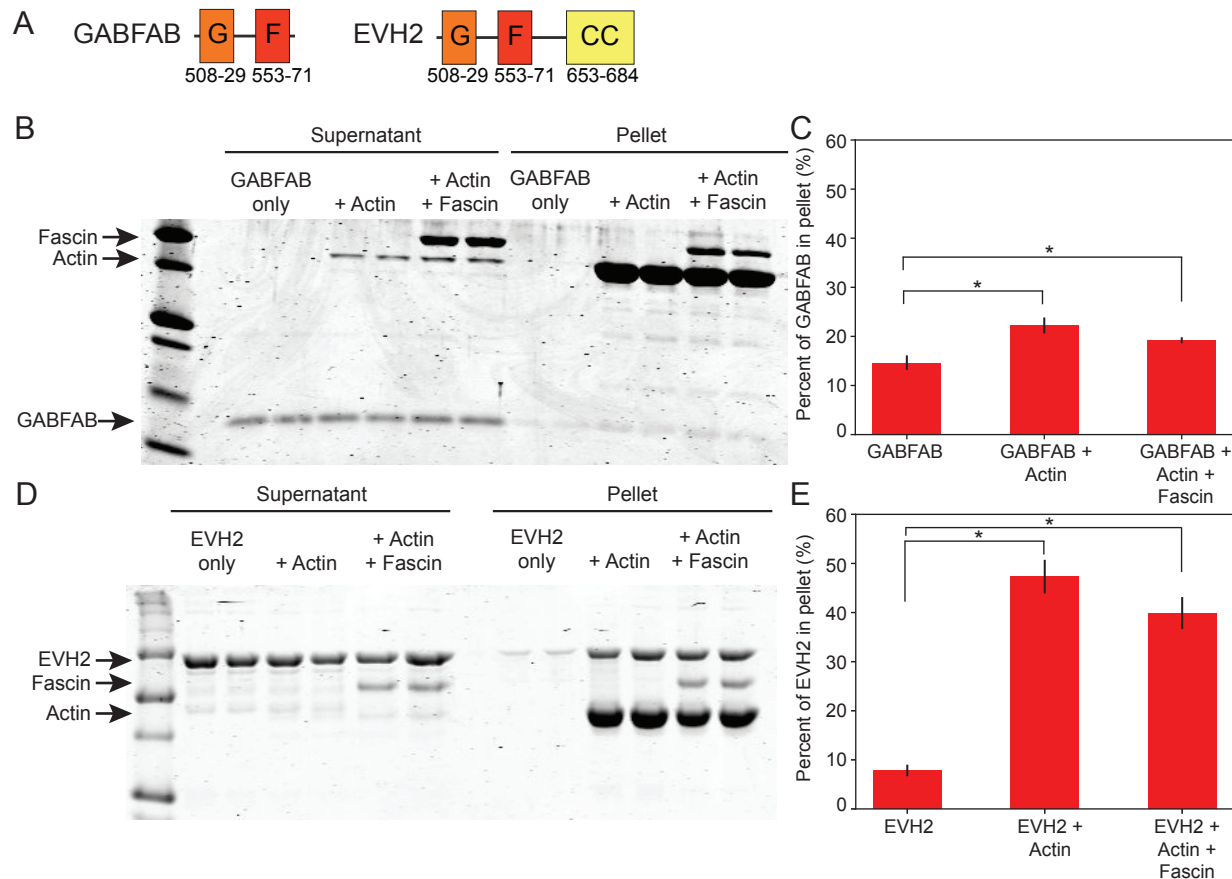 A
GABFAB G F
508-29 553-71
EVH2 G F CC
508-29 553-71 653-684
B
Supernatant Pellet
GABFAB only + Actin + Actin + Fascin GABFAB only + Actin + Actin + Fascin
Fascin
Actin
GABFAB
C
Percent of GABFAB in pellet (%)
60
50
40
30
20
10
0
*
*
GABFAB GABFAB + Actin GABFAB + Actin + Fascin
D
Supernatant Pellet
EVH2 only + Actin + Actin + Fascin EVH2 only + Actin + Actin + Fascin
EVH2
Fascin
Actin
E
Percent of EVH2 in pellet (%)
60
50
40
30
20
10
0
*
*
EVH2 EVH2 + Actin EVH2 + Actin + Fascin